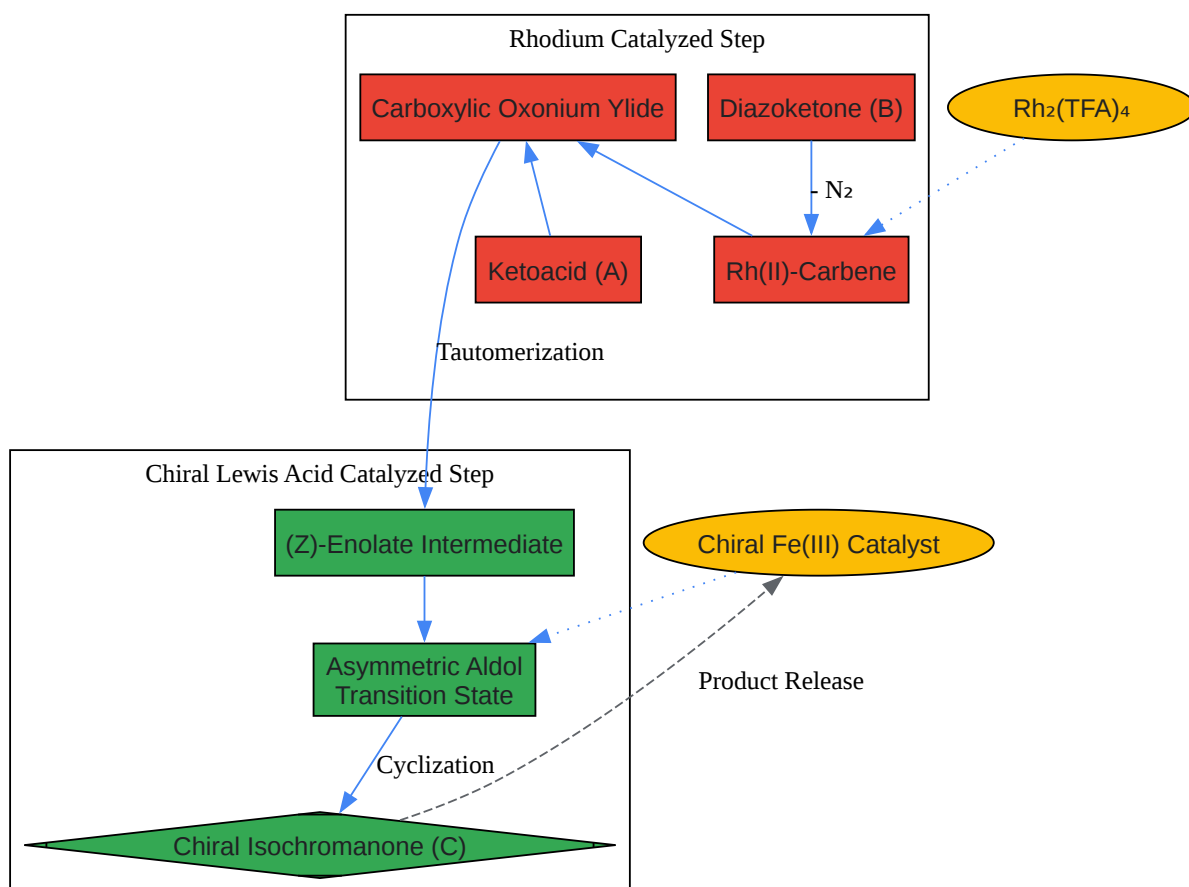 Rhodium Catalyzed Step
Carboxylic Oxonium Ylide
Diazoketone (B)
Rh₂(TFA)₄
- N₂
Ketoacid (A)
Rh(II)-Carbene
Tautomerization
Chiral Lewis Acid Catalyzed Step
(Z)-Enolate Intermediate
Chiral Fe(III) Catalyst
Asymmetric Aldol
Transition State
Product Release
Cyclization
Chiral Isochromanone (C)